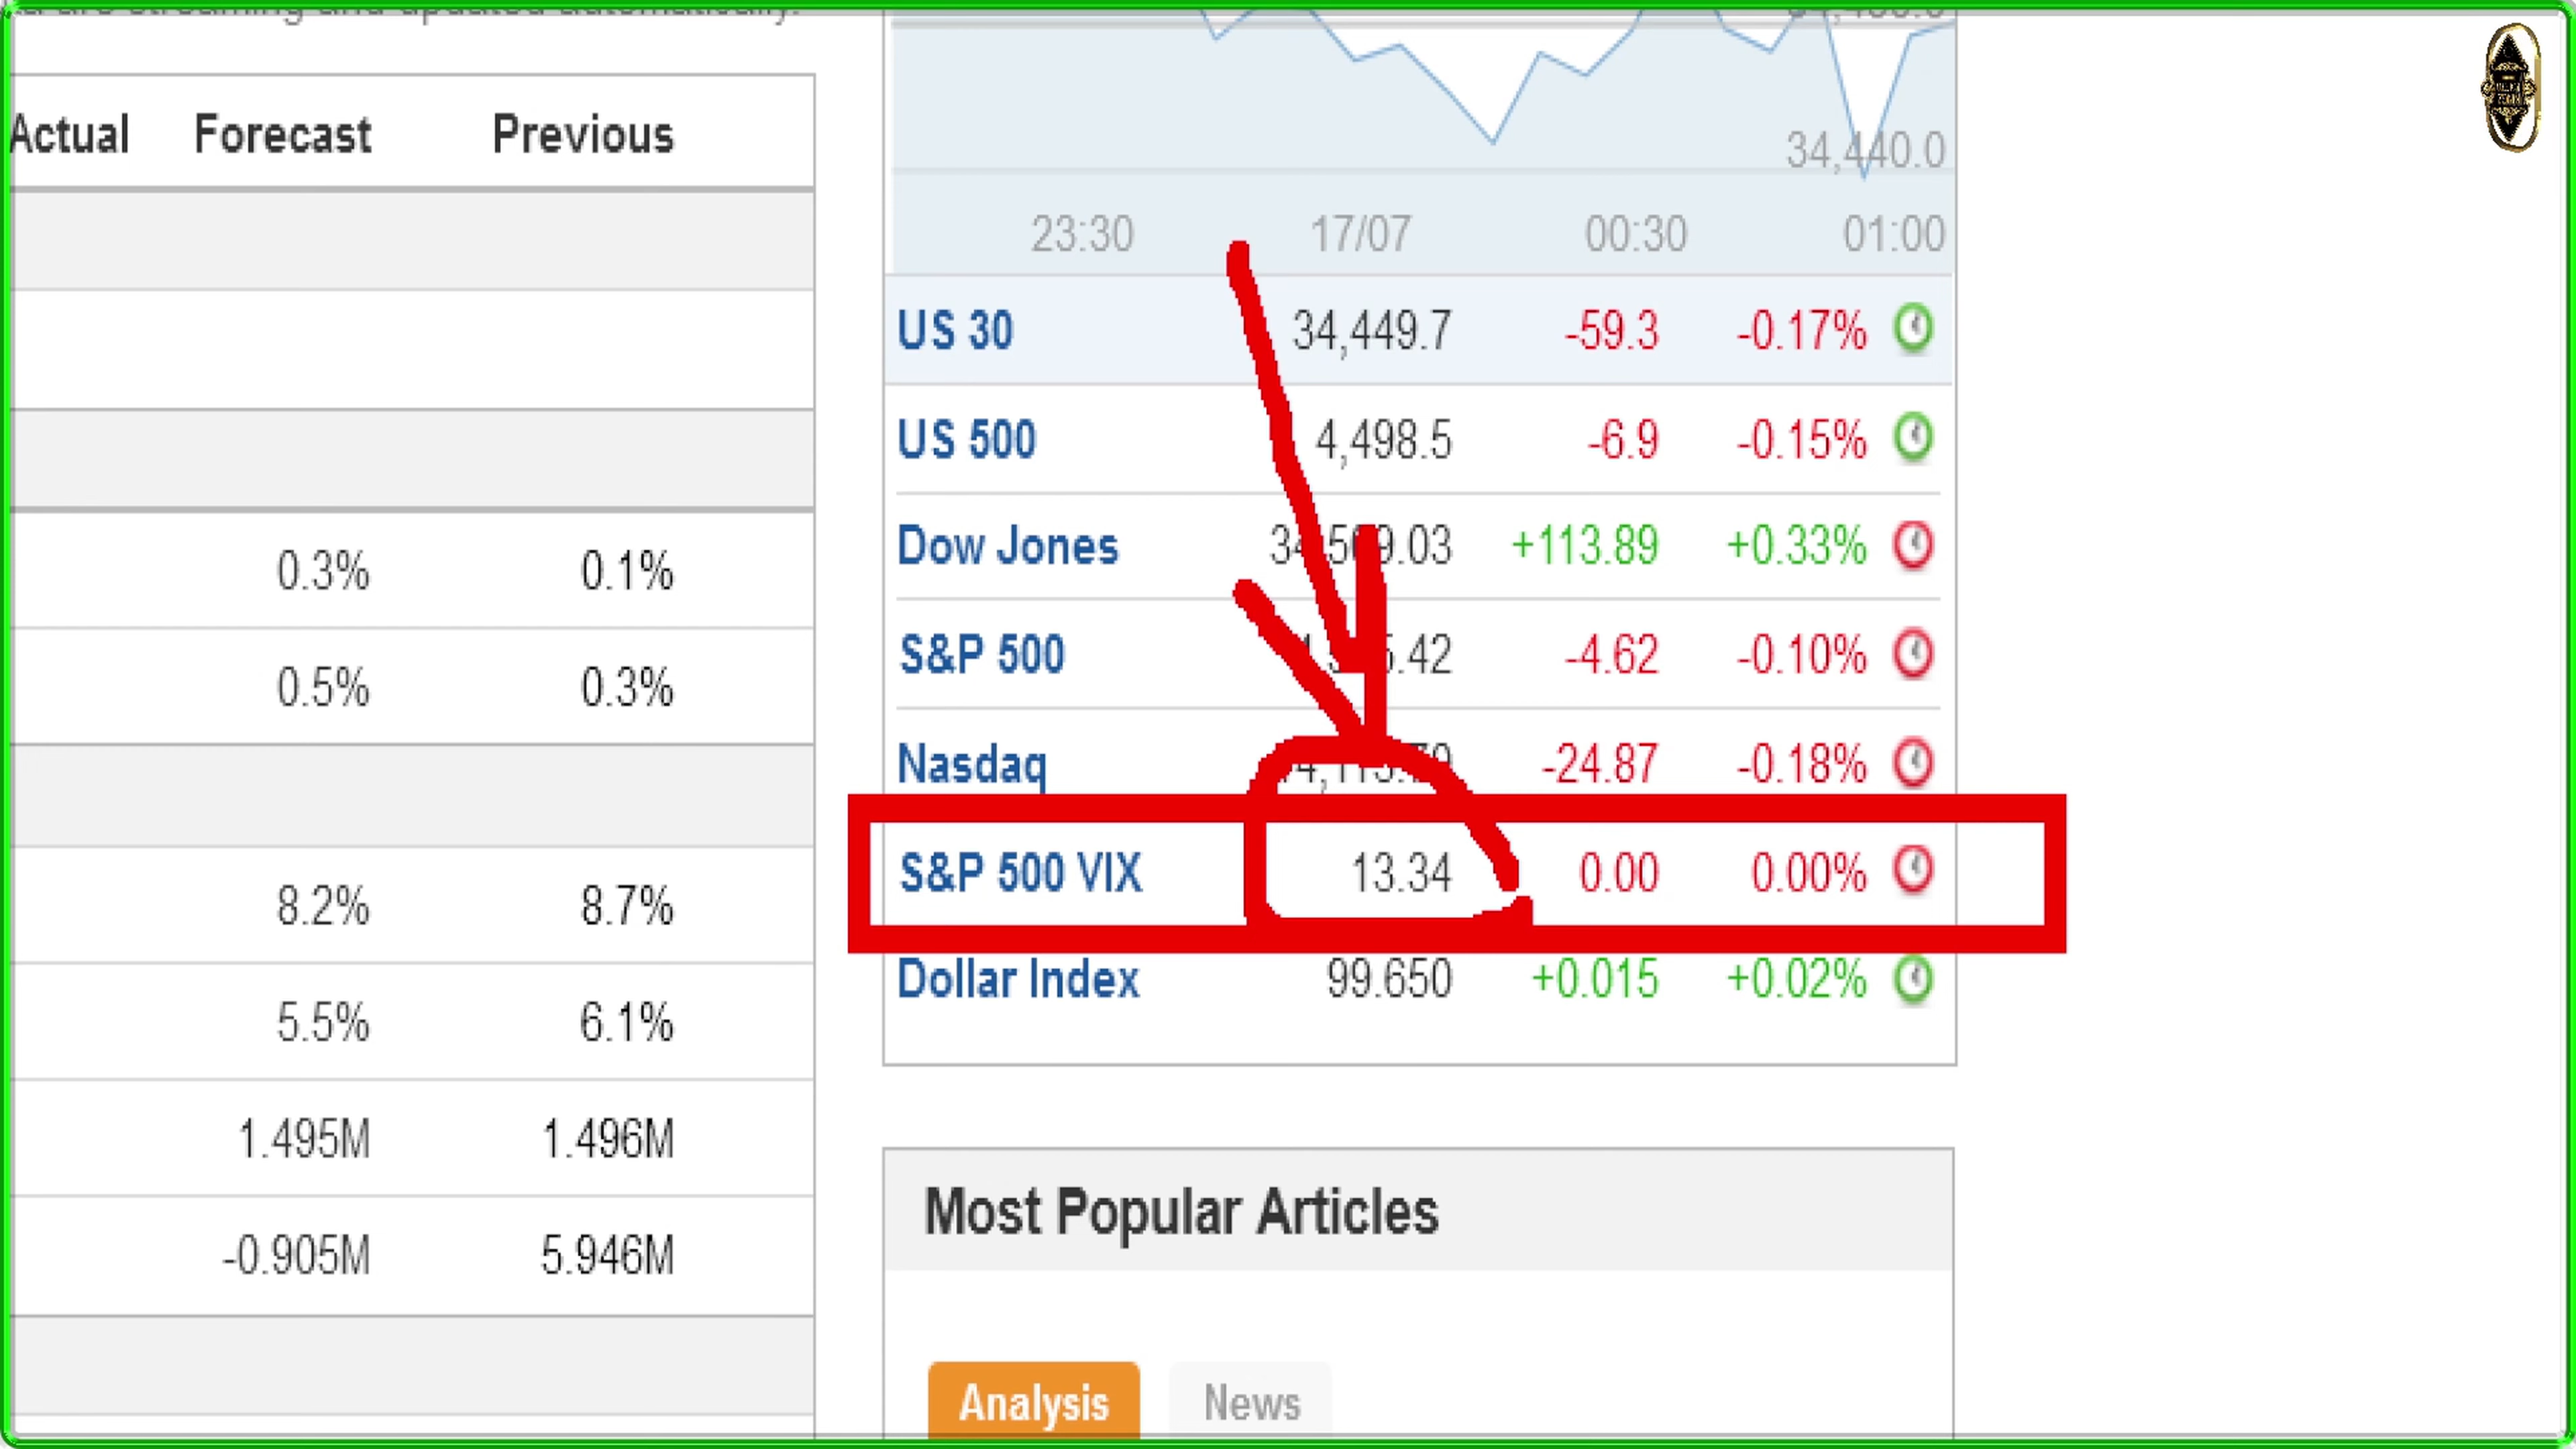 Actual Forecast Previous
0.3% 0.1%
0.5% 0.3%
8.2% 8.7%
5.5% 6.1%
1.495M 1.496M
-0.905M 5.946M
34,440.0
23:30 17/07 00:30 01:00
US 30 34,449.7 -59.3 -0.17%
US 500 4,498.5 -6.9 -0.15%
Dow Jones +113.89 +0.33%
S&P 500 -4.62 -0.10%
Nasdaq -24.87 -0.18%
S&P 500 VIX 13.34 0.00 0.00%
Dollar Index 99.650 +0.015 +0.02%
Most Popular Articles
Analysis News